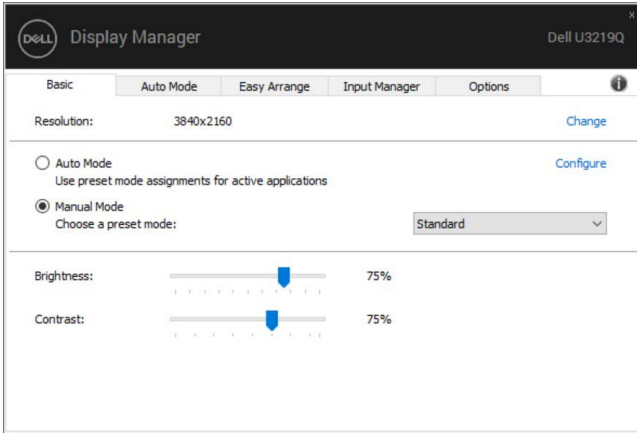 DELL Display Manager Dell U3219Q
Basic Auto Mode Easy Arrange Input Manager Options
Resolution: 3840x2160 Change
Auto Mode Configure
Use preset mode assignments for active applications
Manual Mode
Choose a preset mode: Standard
Brightness: 75%
Contrast: 75%